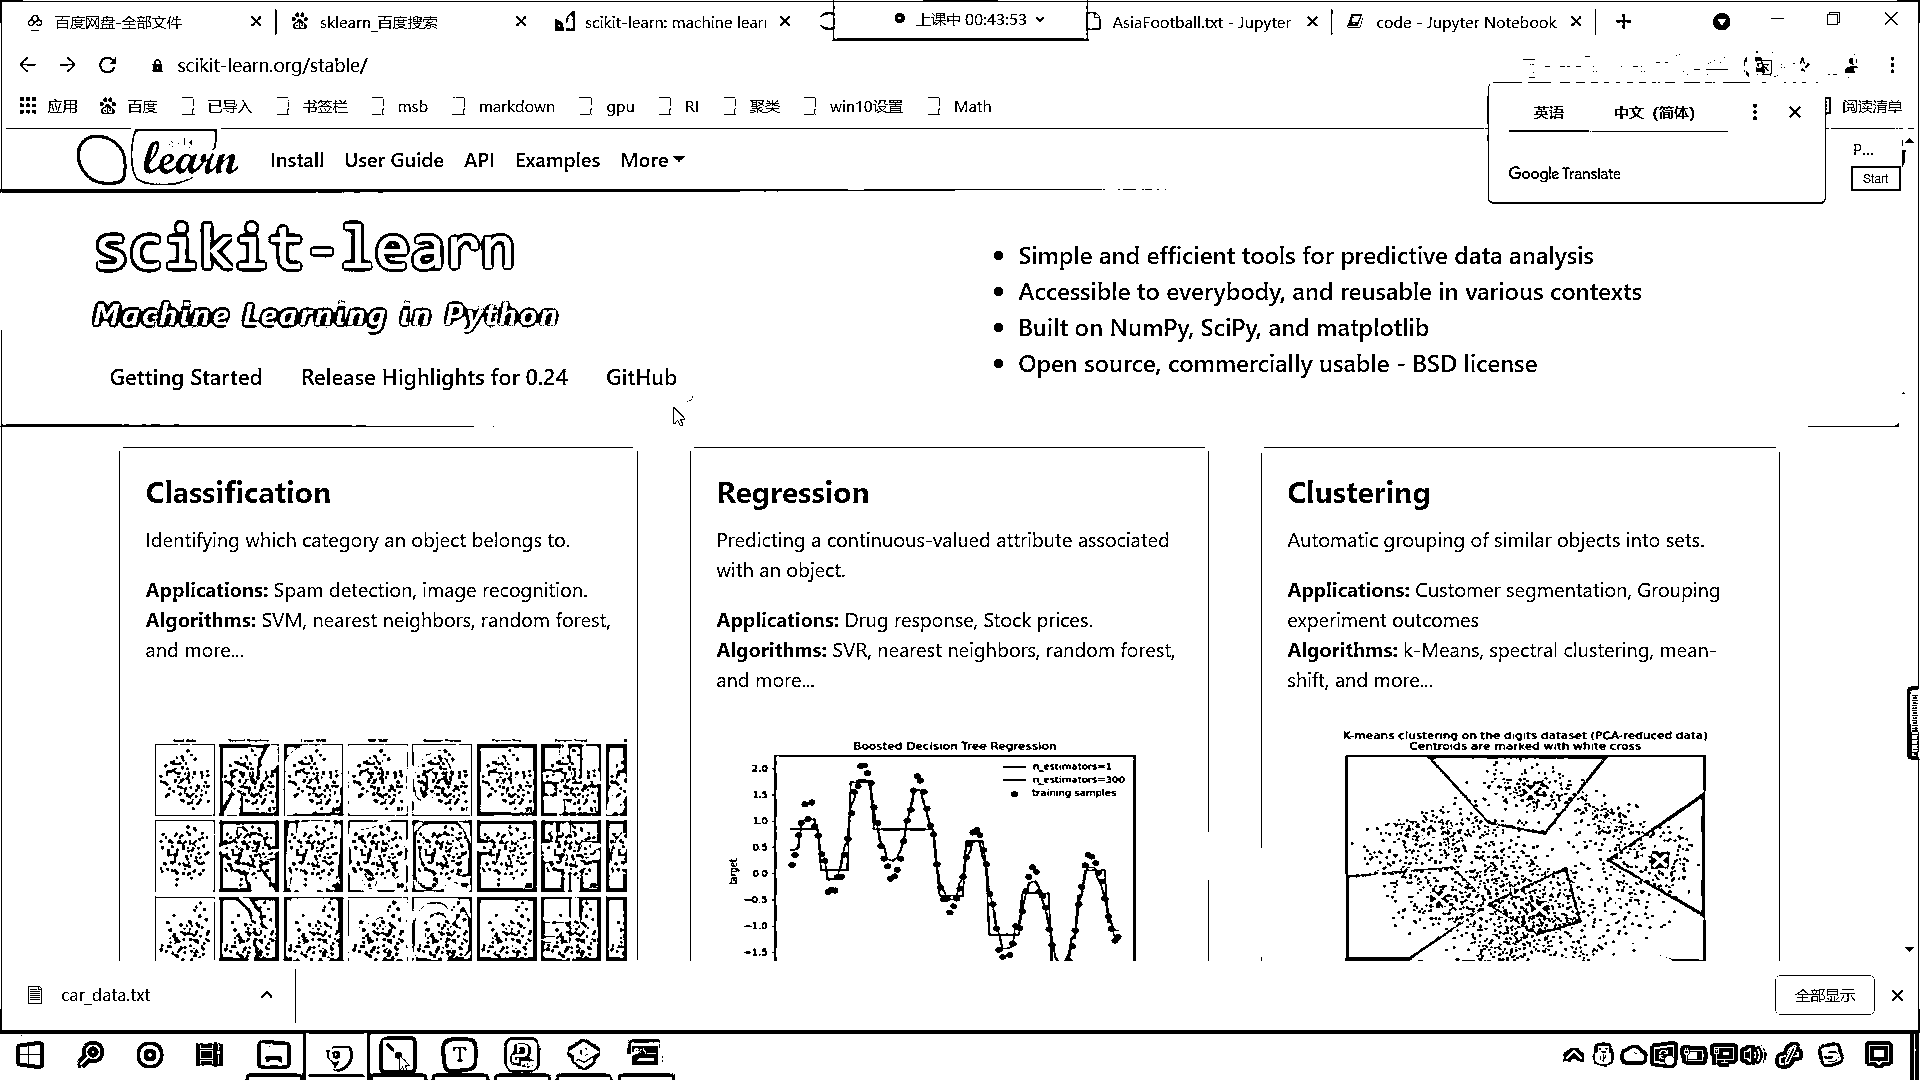 百度网盘-全部文件
sklearn_百度搜索
scikit-learn: machine lear
上课中 00:43:53
AsiaFootball.txt - Jupyter
code - Jupyter Notebook
scikit-learn.org/stable/
应用
百度
已导入
书签栏
msb
markdown
gpu
RI
聚类
win10设置
Math
阅读清单
英语
中文 (简体)
Google Translate
learn
Install
User Guide
API
Examples
More
P...
Start
scikit-learn
Machine Learning in Python
Getting Started
Release Highlights for 0.24
GitHub
• Simple and efficient tools for predictive data analysis
• Accessible to everybody, and reusable in various contexts
• Built on NumPy, SciPy, and matplotlib
• Open source, commercially usable - BSD license
Classification
Identifying which category an object belongs to.
Applications: Spam detection, image recognition.
Algorithms: SVM, nearest neighbors, random forest,
and more...
Regression
Predicting a continuous-valued attribute associated
with an object.
Applications: Drug response, Stock prices.
Algorithms: SVR, nearest neighbors, random forest,
and more...
Boosted Decision Tree Regression
n_estimators=1
n_estimators=300
training samples
2.0
1.5
1.0
0.5
0.0
−0.5
−1.0
−1.5
target
Clustering
Automatic grouping of similar objects into sets.
Applications: Customer segmentation, Grouping
experiment outcomes
Algorithms: k-Means, spectral clustering, mean-
shift, and more...
K-means clustering on the digits dataset (PCA-reduced data)
Centroids are marked with white cross
car_data.txt
全部显示